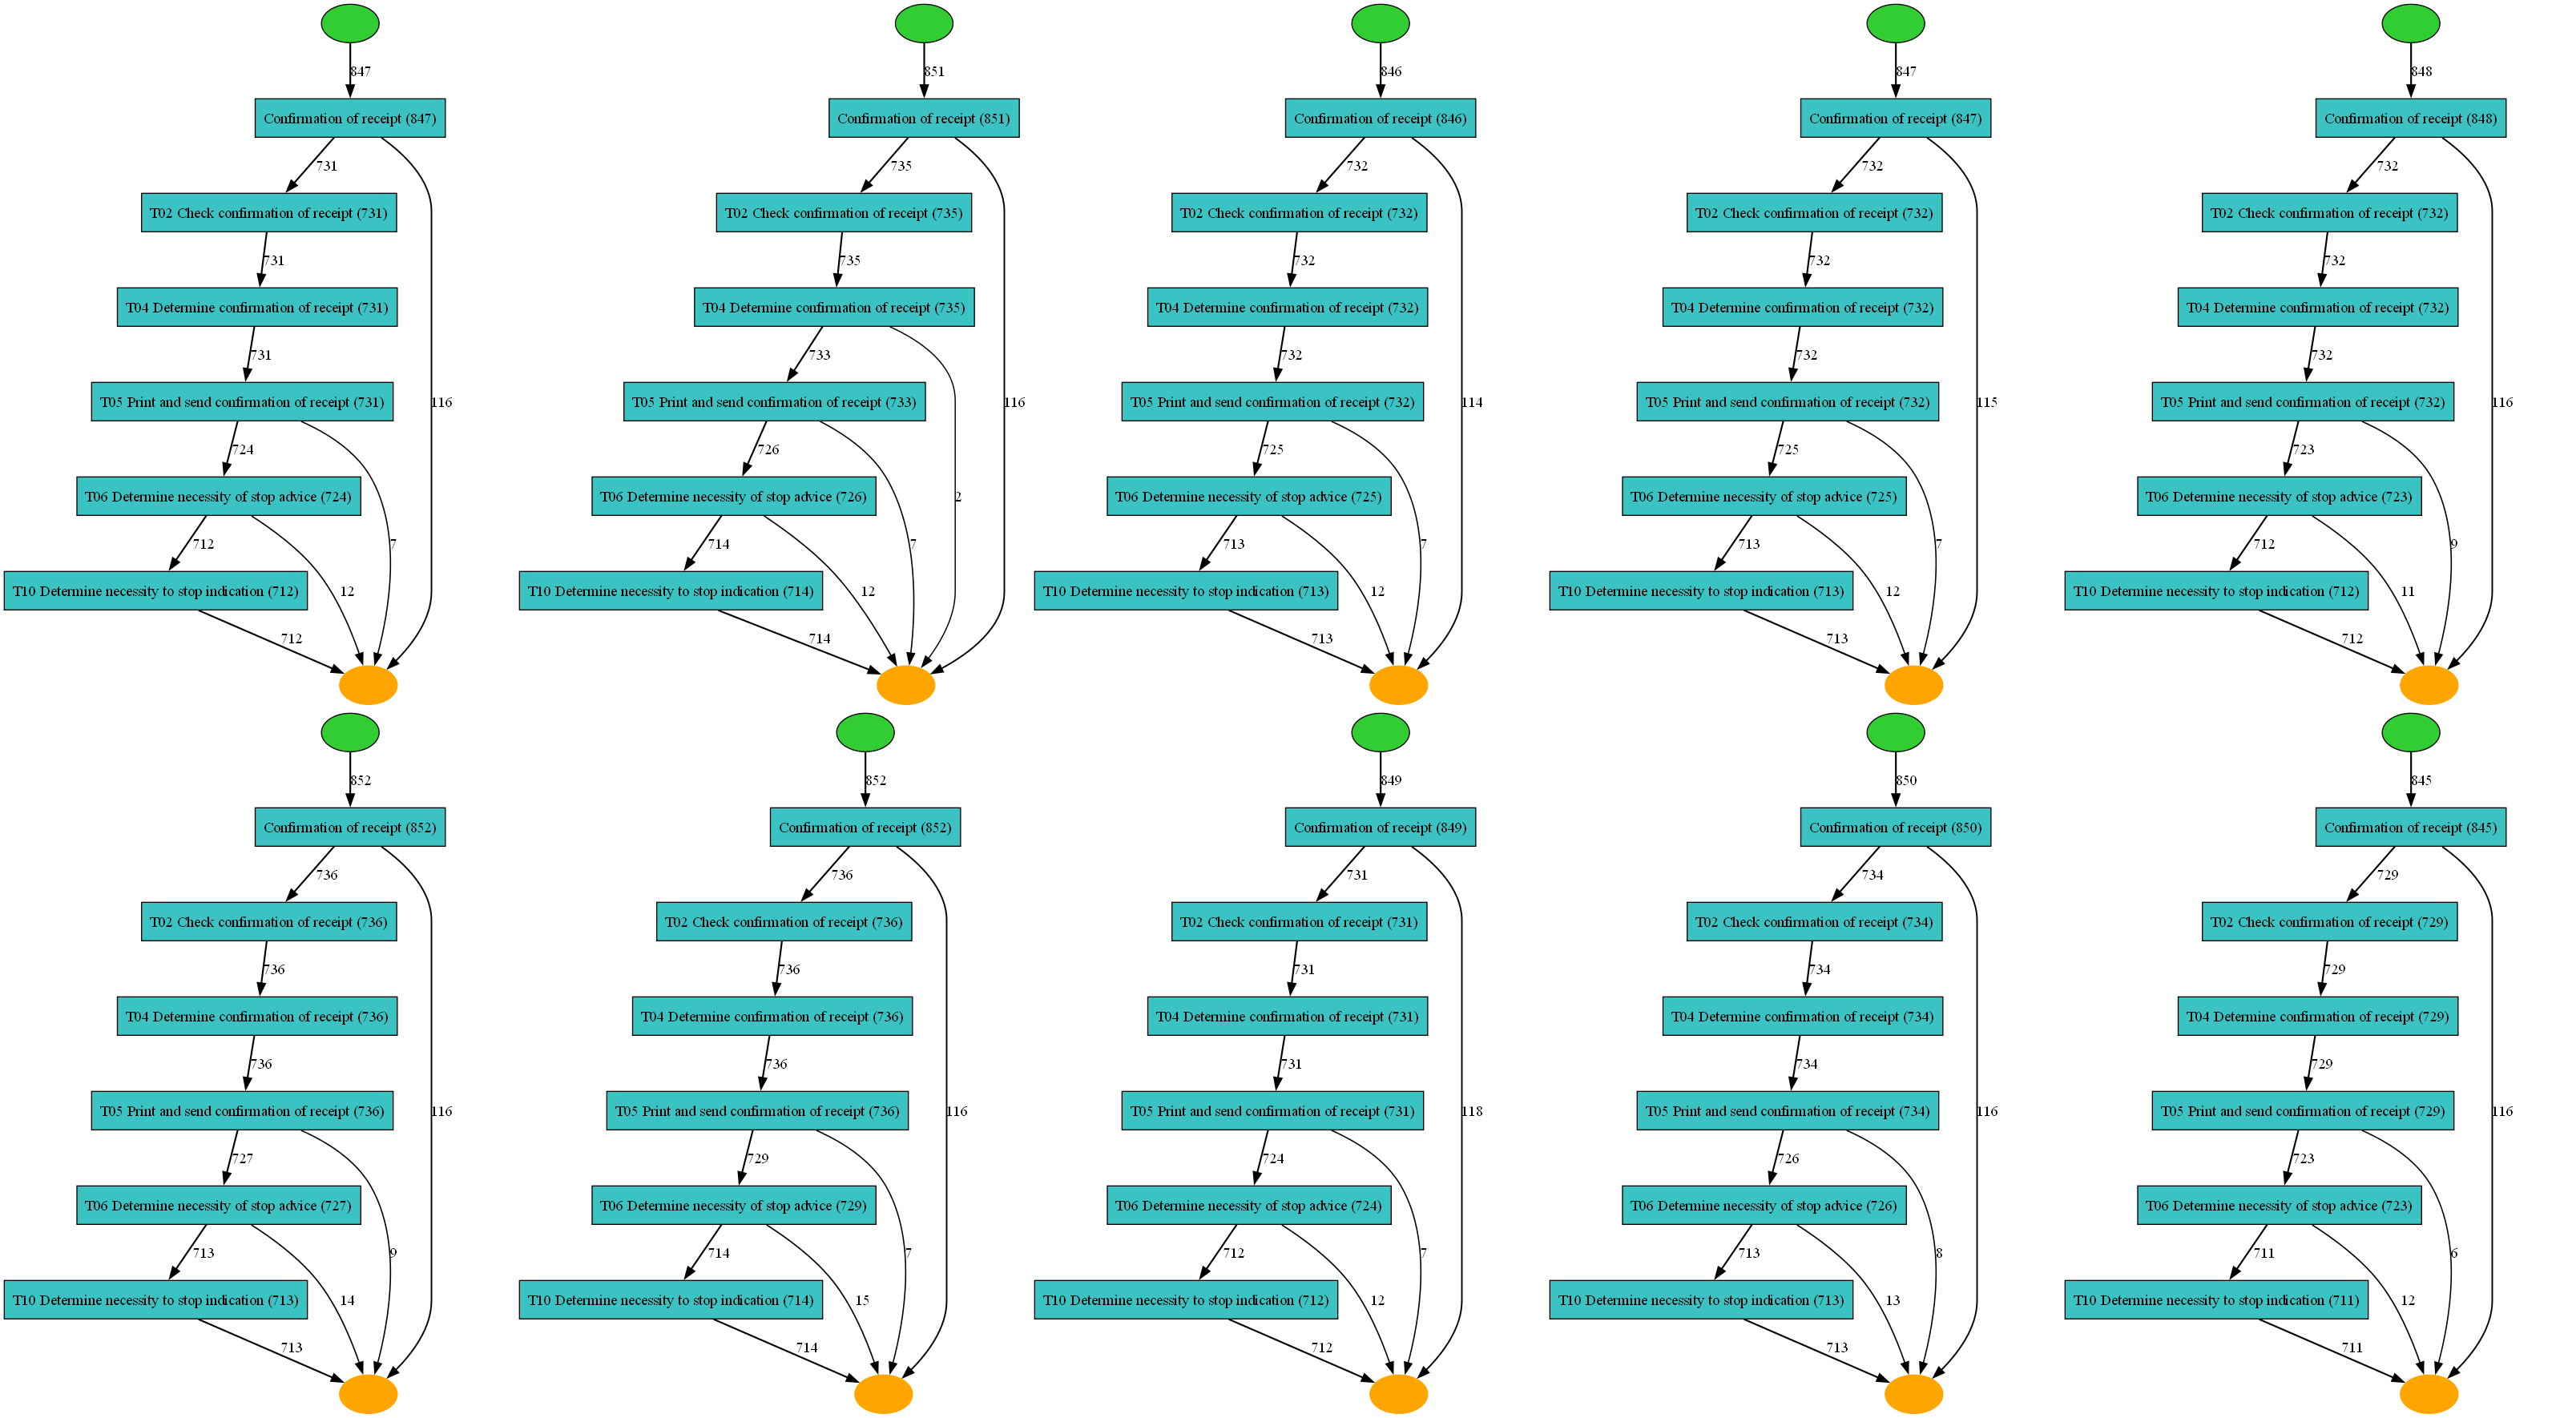 847
Confirmation of receipt (847)
731
T02 Check confirmation of receipt (731)
731
T04 Determine confirmation of receipt (731)
731
T05 Print and send confirmation of receipt (731)
116
724
T06 Determine necessity of stop advice (724)
7
712
12
T10 Determine necessity to stop indication (712)
712
851
Confirmation of receipt (851)
735
T02 Check confirmation of receipt (735)
735
T04 Determine confirmation of receipt (735)
733
T05 Print and send confirmation of receipt (733)
116
726
T06 Determine necessity of stop advice (726)
2
714
7
12
T10 Determine necessity to stop indication (714)
714
846
Confirmation of receipt (846)
732
T02 Check confirmation of receipt (732)
732
T04 Determine confirmation of receipt (732)
732
T05 Print and send confirmation of receipt (732)
114
725
T06 Determine necessity of stop advice (725)
713
7
12
T10 Determine necessity to stop indication (713)
713
847
Confirmation of receipt (847)
732
T02 Check confirmation of receipt (732)
732
T04 Determine confirmation of receipt (732)
732
T05 Print and send confirmation of receipt (732)
115
725
T06 Determine necessity of stop advice (725)
713
7
12
T10 Determine necessity to stop indication (713)
713
848
Confirmation of receipt (848)
732
T02 Check confirmation of receipt (732)
732
T04 Determine confirmation of receipt (732)
732
T05 Print and send confirmation of receipt (732)
116
723
T06 Determine necessity of stop advice (723)
712
9
11
T10 Determine necessity to stop indication (712)
712
852
Confirmation of receipt (852)
736
T02 Check confirmation of receipt (736)
736
T04 Determine confirmation of receipt (736)
736
T05 Print and send confirmation of receipt (736)
116
727
T06 Determine necessity of stop advice (727)
713
9
14
T10 Determine necessity to stop indication (713)
713
852
Confirmation of receipt (852)
736
T02 Check confirmation of receipt (736)
736
T04 Determine confirmation of receipt (736)
736
T05 Print and send confirmation of receipt (736)
116
729
T06 Determine necessity of stop advice (729)
714
7
15
T10 Determine necessity to stop indication (714)
714
849
Confirmation of receipt (849)
731
T02 Check confirmation of receipt (731)
731
T04 Determine confirmation of receipt (731)
731
T05 Print and send confirmation of receipt (731)
118
724
T06 Determine necessity of stop advice (724)
712
7
12
T10 Determine necessity to stop indication (712)
712
850
Confirmation of receipt (850)
734
T02 Check confirmation of receipt (734)
734
T04 Determine confirmation of receipt (734)
734
T05 Print and send confirmation of receipt (734)
116
726
T06 Determine necessity of stop advice (726)
713
8
13
T10 Determine necessity to stop indication (713)
713
845
Confirmation of receipt (845)
729
T02 Check confirmation of receipt (729)
729
T04 Determine confirmation of receipt (729)
729
T05 Print and send confirmation of receipt (729)
116
723
T06 Determine necessity of stop advice (723)
711
6
12
T10 Determine necessity to stop indication (711)
711